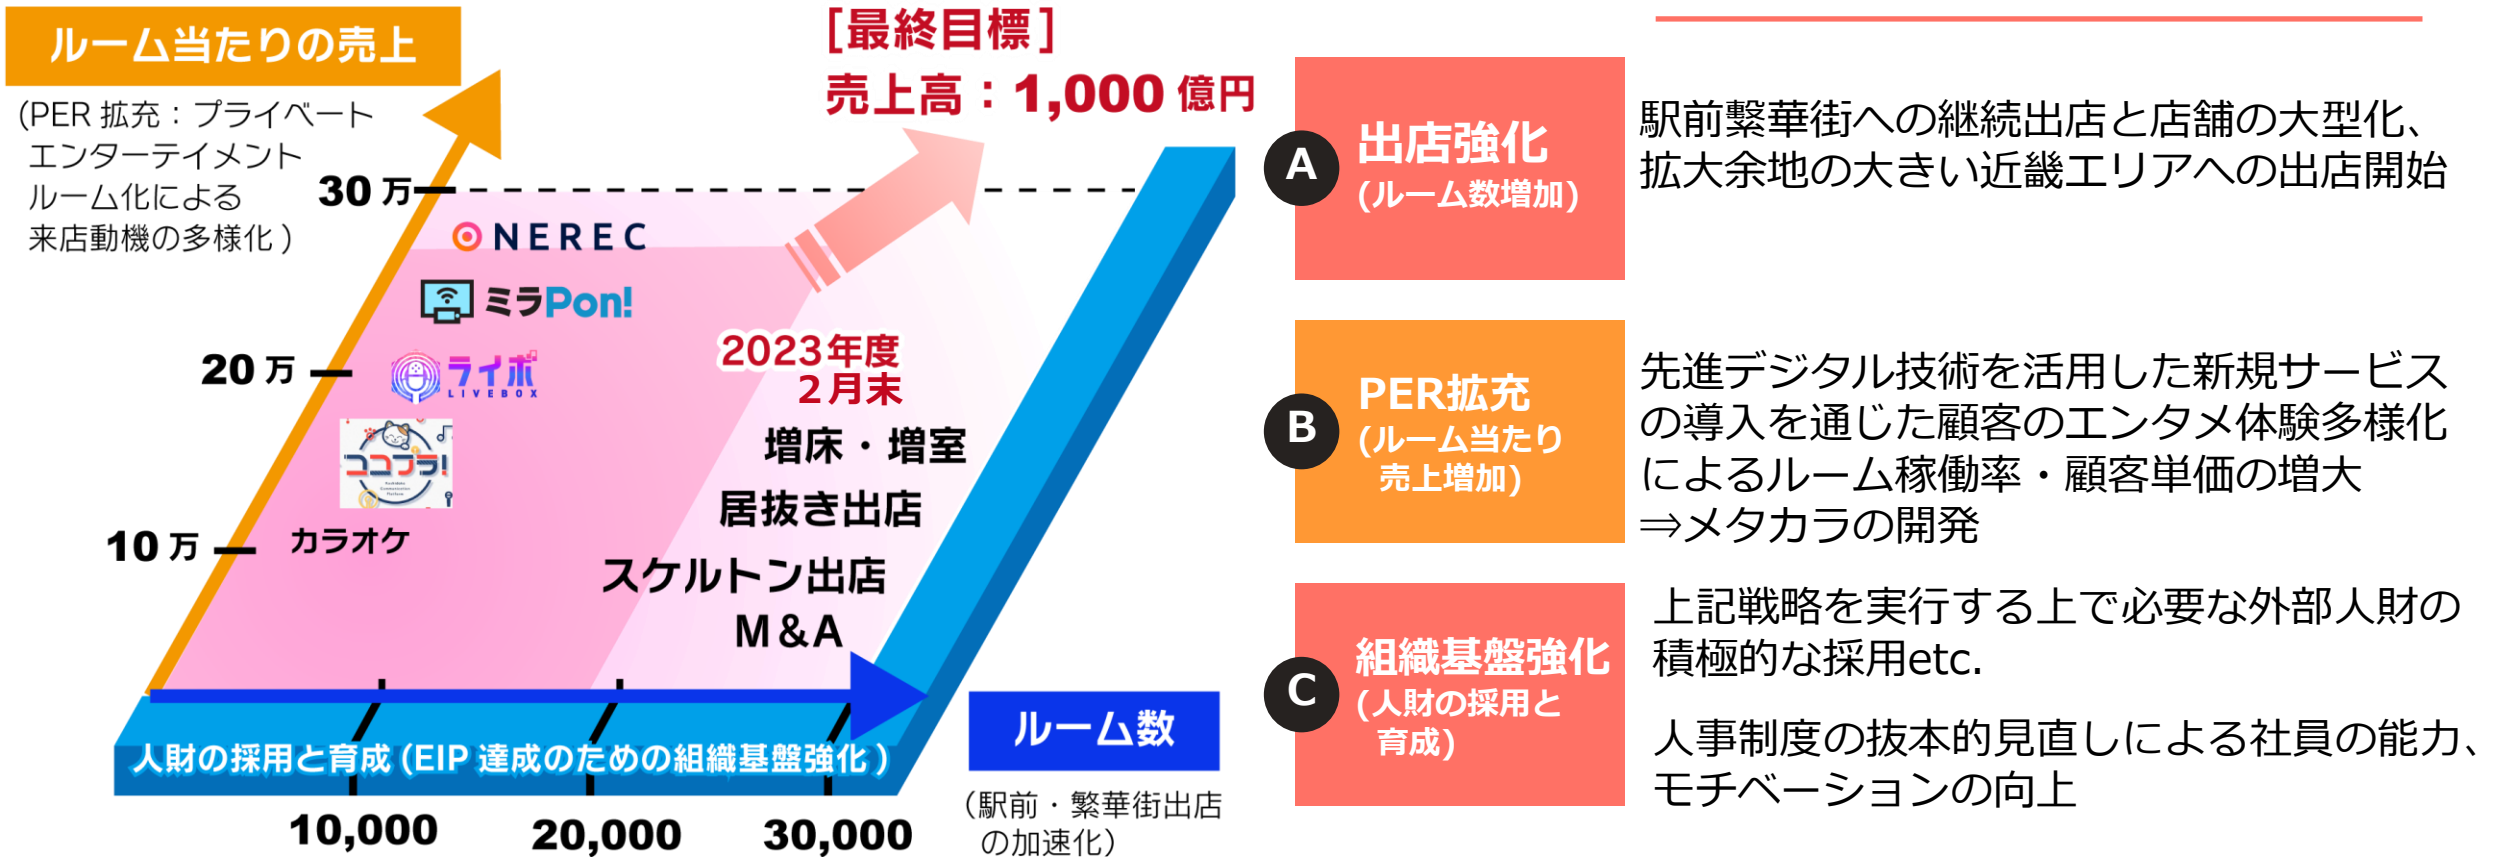 ルーム当たりの売上
(PER 拡充：プライベート
エンターテイメント
ルーム化による
来店動機の多様化 )
[最終目標]
売上高：1,000 億円
30 万
20 万
10 万
NEREC
ミラPon!
ライボ
LIVEBOX
ココプラ!
カラオケ
2023年度
2月末
増床・増室
居抜き出店
スケルトン出店
M＆A
人財の採用と育成 (EIP 達成のための組織基盤強化 )
10,000
20,000
30,000
ルーム数
（駅前・繁華街出店
の加速化）
A
出店強化
(ルーム数増加)
駅前繫華街への継続出店と店舗の大型化、
拡大余地の大きい近畿エリアへの出店開始
B
PER拡充
(ルーム当たり
売上増加)
先進デジタル技術を活用した新規サービス
の導入を通じた顧客のエンタメ体験多様化
によるルーム稼働率・顧客単価の増大
⇒メタカラの開発
C
組織基盤強化
(人財の採用と
育成)
上記戦略を実行する上で必要な外部人財の
積極的な採用etc.
人事制度の抜本的見直しによる社員の能力、
モチベーションの向上